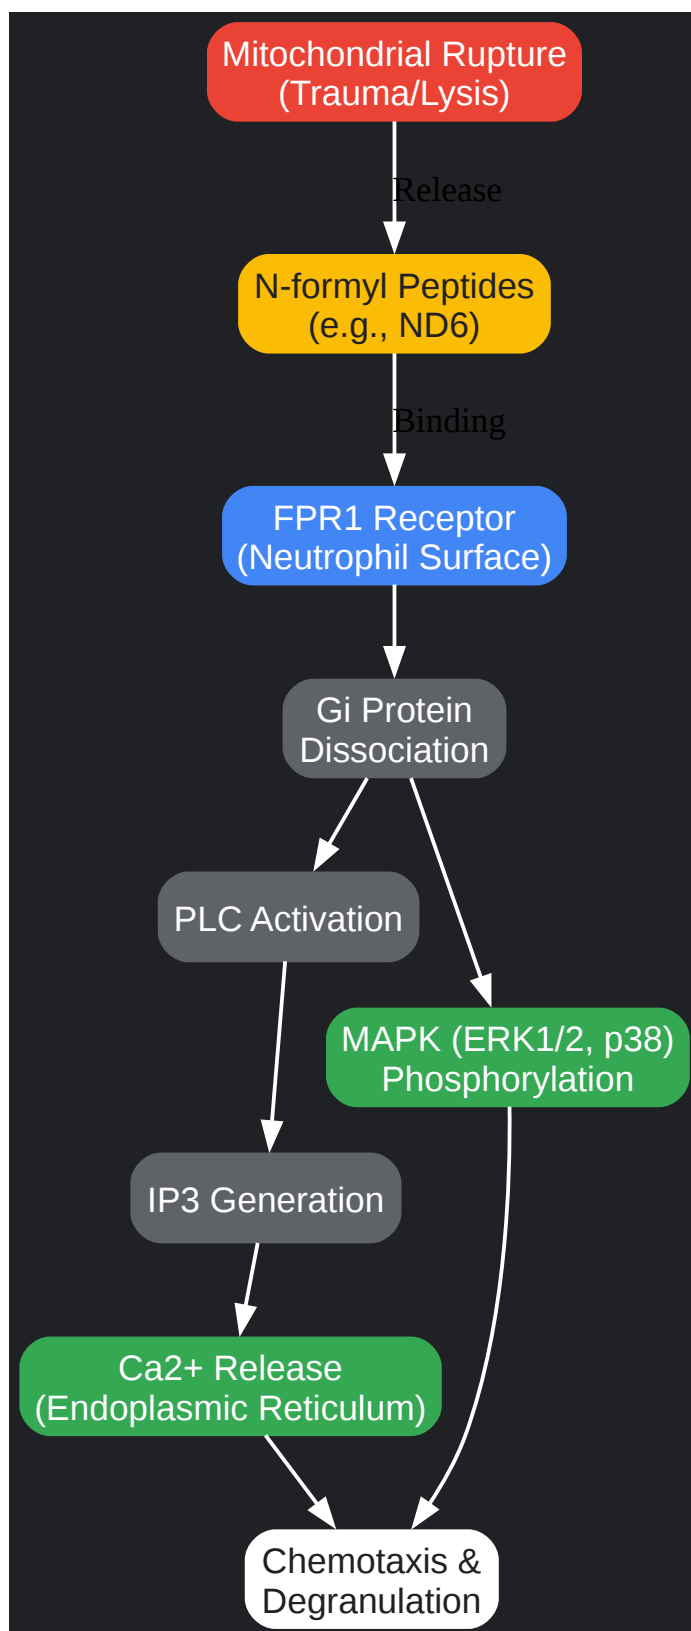 Mitochondrial Rupture
(Trauma/Lysis)
Release
N-formyl Peptides
(e.g., ND6)
Binding
FPR1 Receptor
(Neutrophil Surface)
Gi Protein
Dissociation
PLC Activation
MAPK (ERK1/2, p38)
Phosphorylation
IP3 Generation
Ca2+ Release
(Endoplasmic Reticulum)
Chemotaxis &
Degranulation